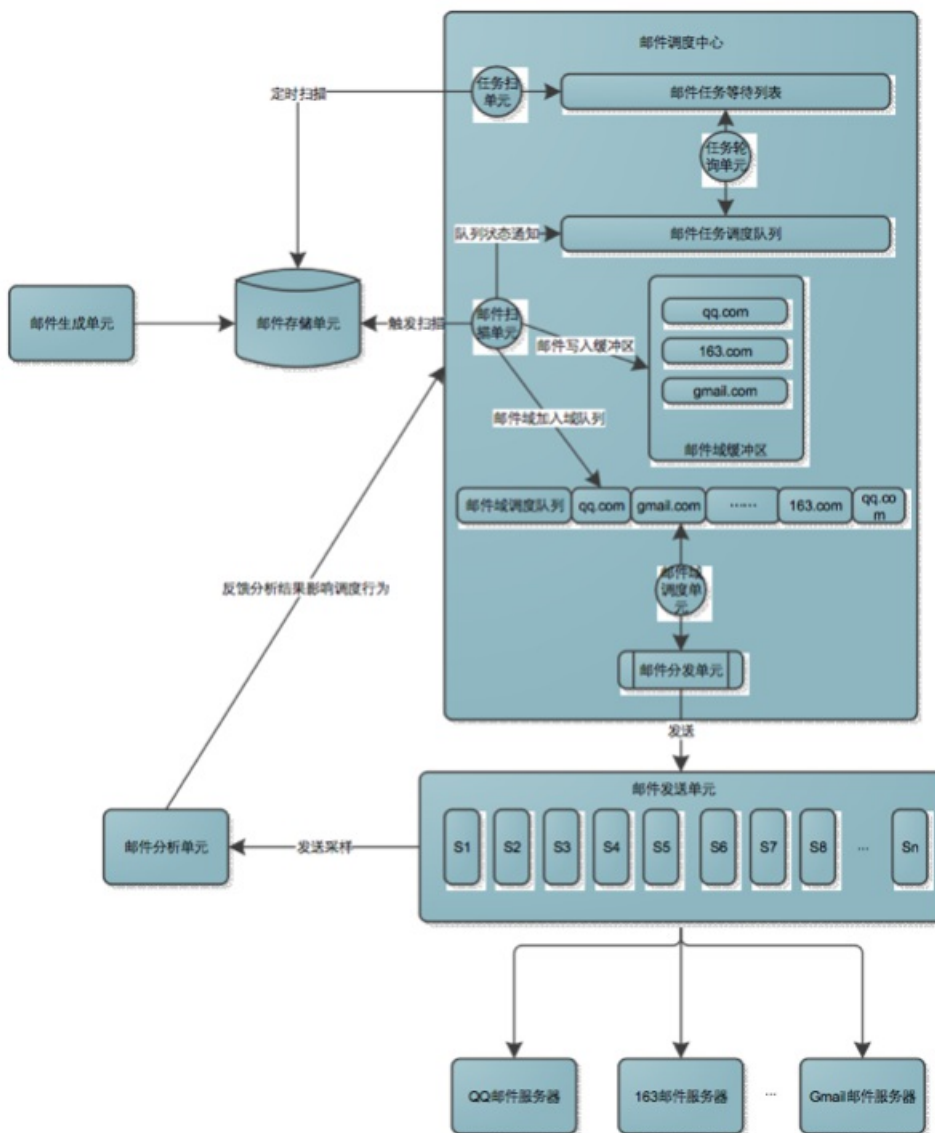 邮件调度中心
任务扫
单元
邮件任务等待列表
定时扫描
任务轮
询单元
队列状态通知
邮件任务调度队列
邮件生成单元
邮件存储单元
触发扫描
邮件扫
描单元
邮件写入缓冲区
qq.com
163.com
gmail.com
邮件域缓冲区
邮件域加入域队列
邮件域调度队列
qq.com
gmail.com
……
163.com
qq.co
m
邮件域
调度单
元
反馈分析结果影响调度行为
邮件分发单元
发送
邮件发送单元
S1
S2
S3
S4
S5
S6
S7
S8
...
Sn
邮件分析单元
发送采样
QQ邮件服务器
163邮件服务器
...
Gmail邮件服务器